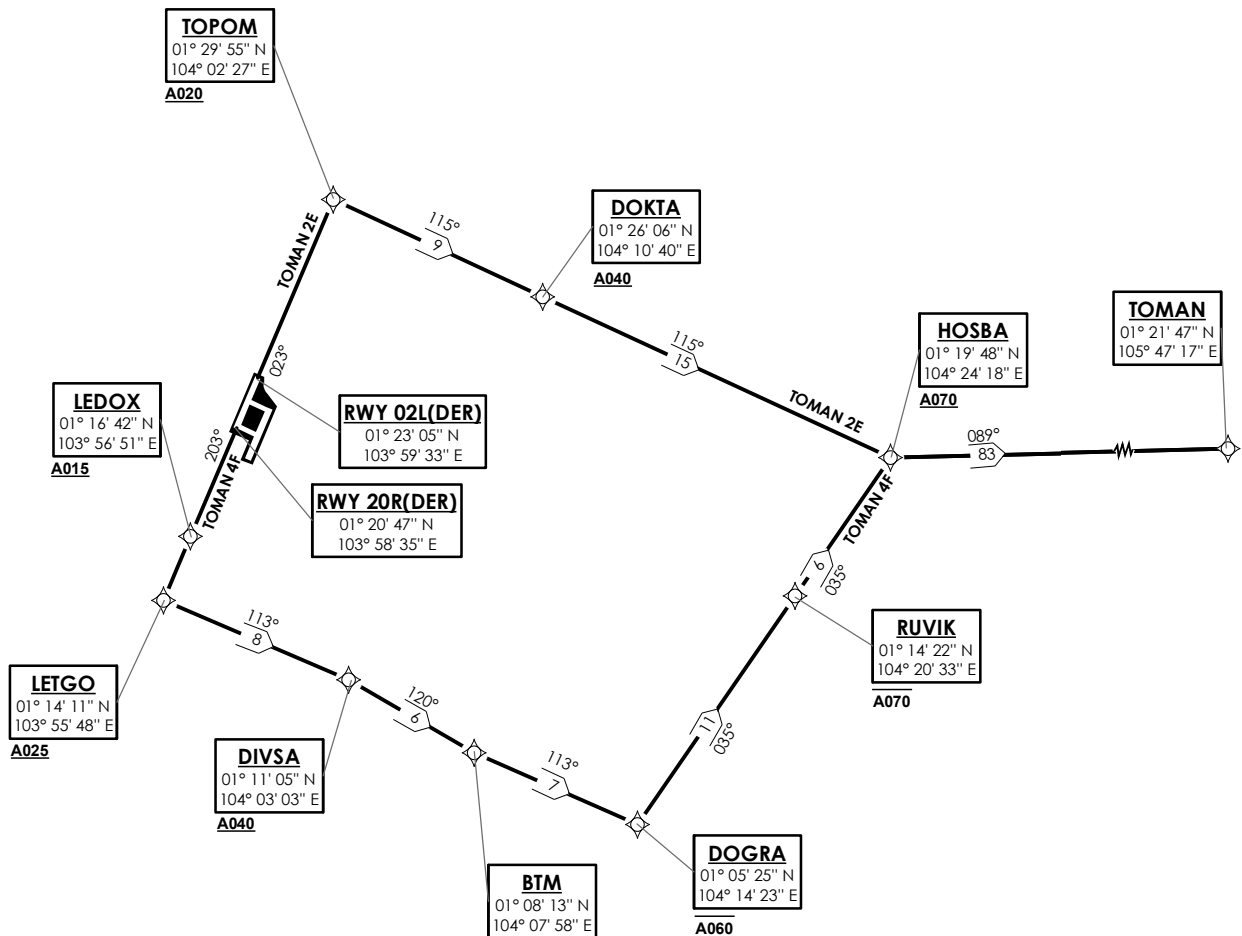 TOPOM
01° 29' 55" N
104° 02' 27" E
A020
TOMAN 2E
115°
9
DOKTA
01° 26' 06" N
104° 10' 40" E
A040
115°
15
TOMAN 2E
HOSBA
01° 19' 48" N
104° 24' 18" E
A070
TOMAN
01° 21' 47" N
105° 47' 17" E
089°
83
023°
LEDOX
01° 16' 42" N
103° 56' 51" E
A015
203°
TOMAN 4F
RWY 02L(DER)
01° 23' 05" N
103° 59' 33" E
RWY 20R(DER)
01° 20' 47" N
103° 58' 35" E
TOMAN 4F
6
035°
RUVIK
01° 14' 22" N
104° 20' 33" E
A070
LETGO
01° 14' 11" N
103° 55' 48" E
A025
113°
8
120°
6
113°
7
11
035°
DIVSA
01° 11' 05" N
104° 03' 03" E
A040
BTM
01° 08' 13" N
104° 07' 58" E
DOGRA
01° 05' 25" N
104° 14' 23" E
A060